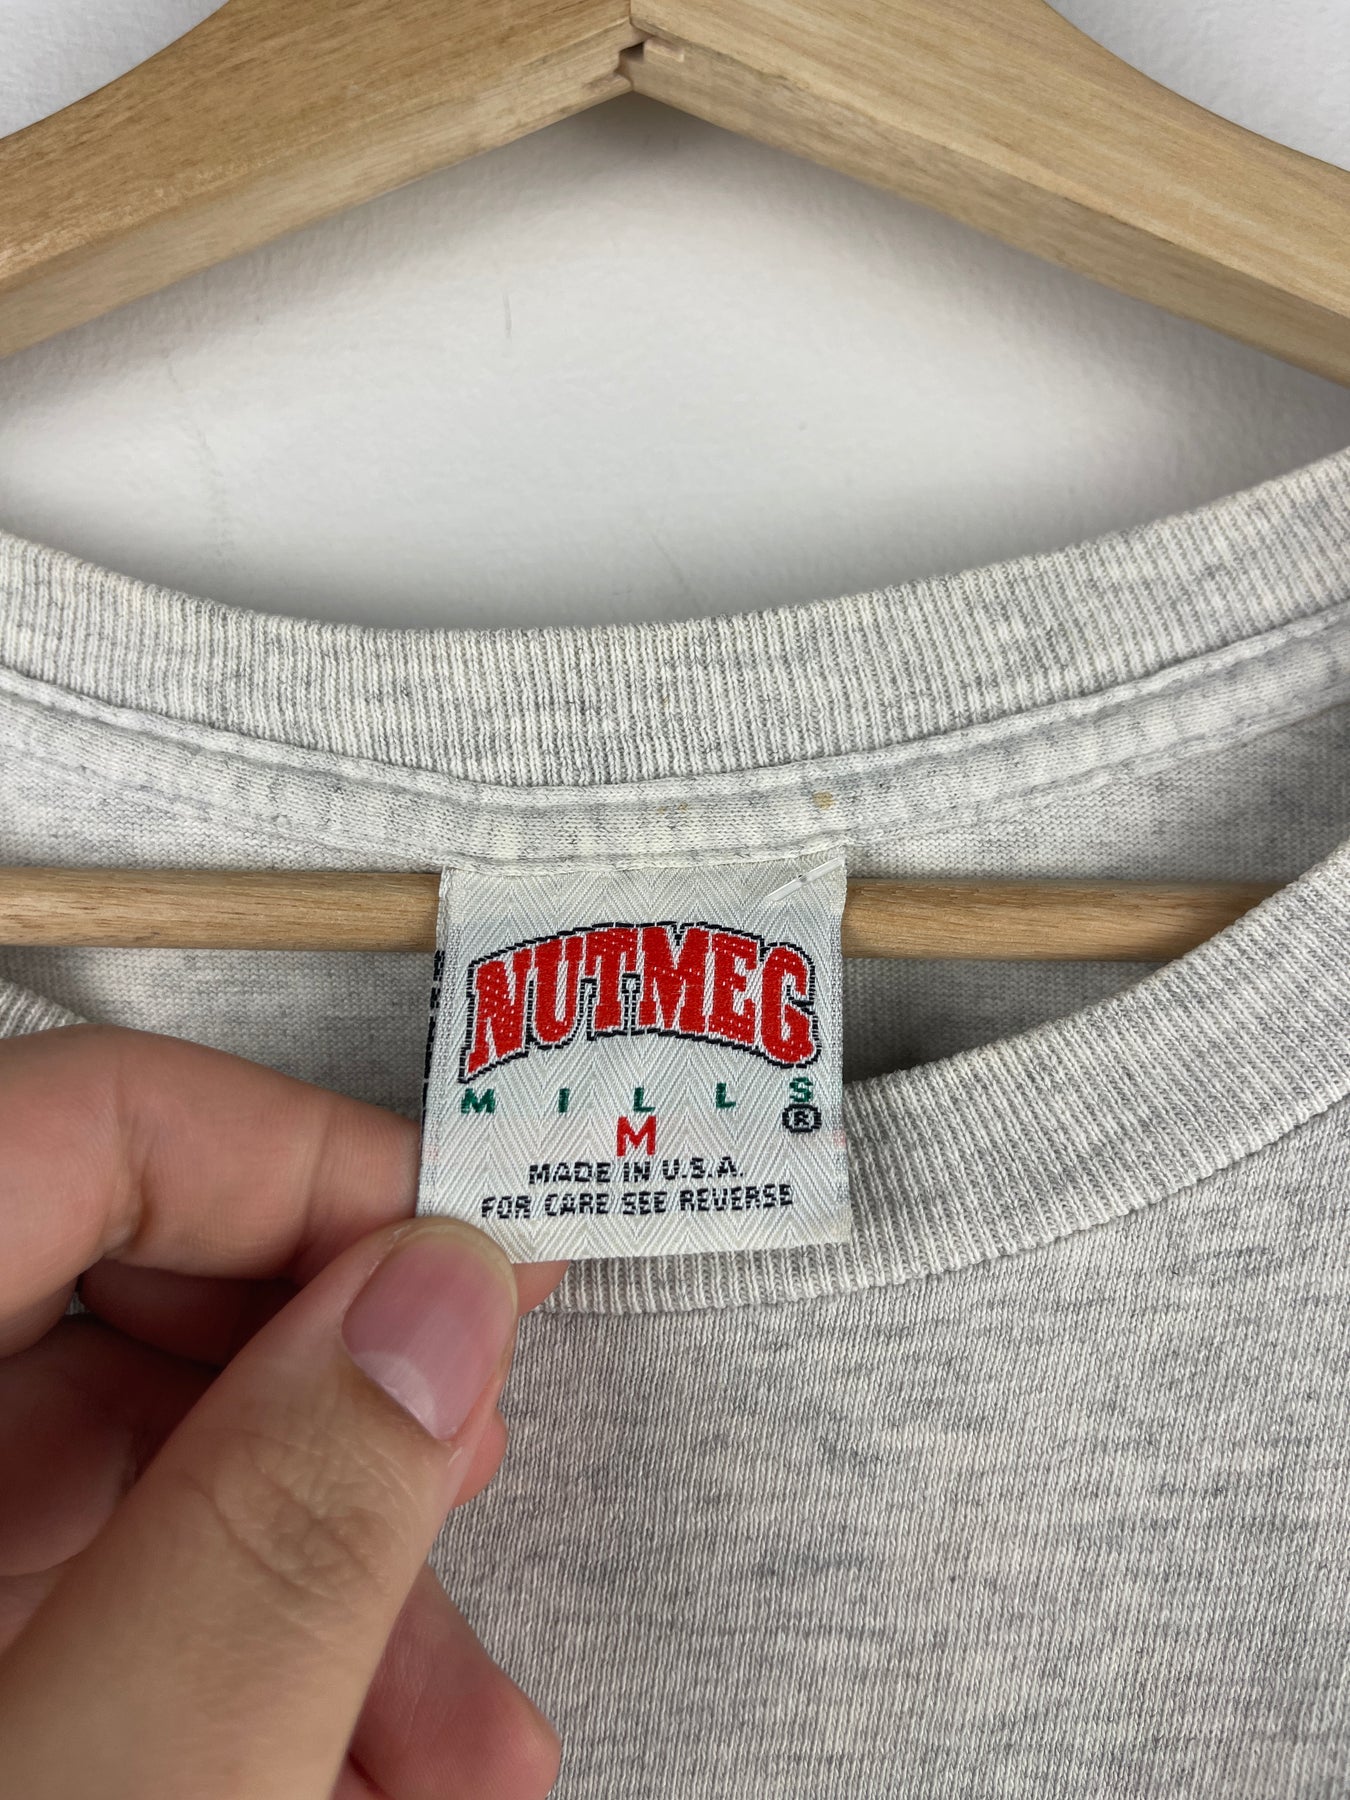 NUTMEG
MILLS
®
M
MADE IN U.S.A.
FOR CARE SEE REVERSE